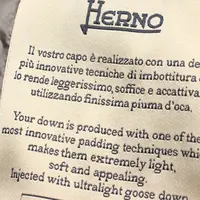 HERNO
Il vostro capo è realizzato con una de
più innovative tecniche di imbottitura
lo rende leggerissimo, soffice e accattiva
utilizzando finissima piuma d'oca.
Your down is produced with one of the
most innovative padding techniques which
makes them extremely light,
soft and appealing.
Injected with ultralight goose down